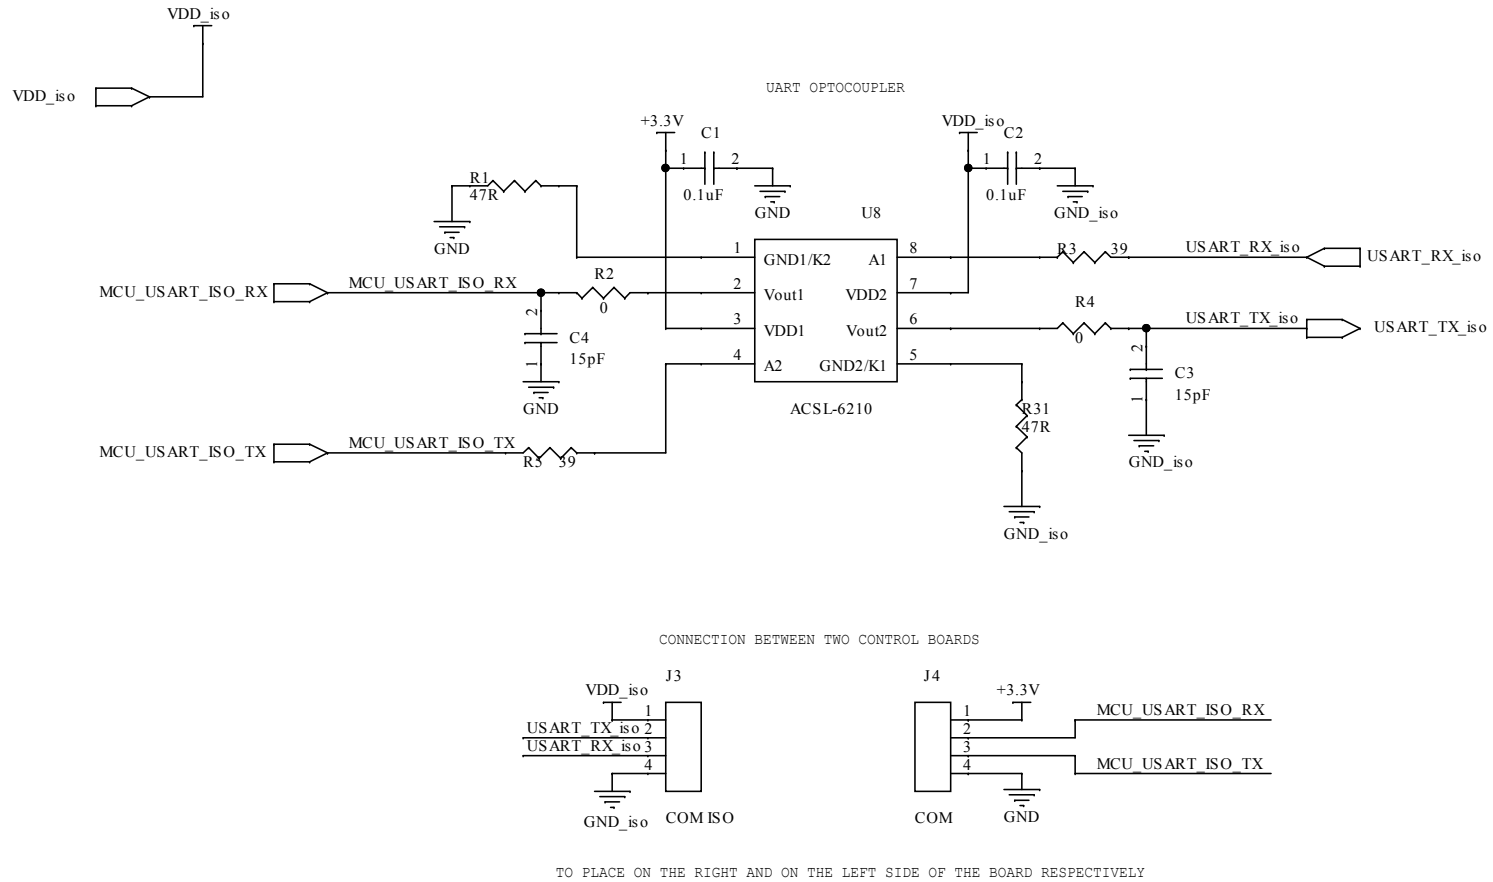 VDD_iso
VDD_iso
UART OPTOCOUPLER
+3.3V
C1
1 2
0.1uF
GND
VDD_iso
C2
1 2
0.1uF
GND_iso
R1
47R
GND
U8
1 GND1/K2
2 Vout1
3 VDD1
4 A2
8 A1
7 VDD2
6 Vout2
5 GND2/K1
ACSL-6210
R3 39
USART_RX_iso
USART_RX_iso
MCU_USART_ISO_RX
MCU_USART_ISO_RX
R2
0
2
C4
15pF
1
GND
R4
0
USART_TX_iso
USART_TX_iso
2
C3
15pF
1
GND_iso
R31
47R
GND_iso
MCU_USART_ISO_TX
MCU_USART_ISO_TX
R5 39
CONNECTION BETWEEN TWO CONTROL BOARDS
J3
VDD_iso
1
USART_TX_iso 2
USART_RX_iso 3
4
GND_iso
COM ISO
J4
+3.3V
1
MCU_USART_ISO_RX
2
3
MCU_USART_ISO_TX
4
COM
GND
TO PLACE ON THE RIGHT AND ON THE LEFT SIDE OF THE BOARD RESPECTIVELY